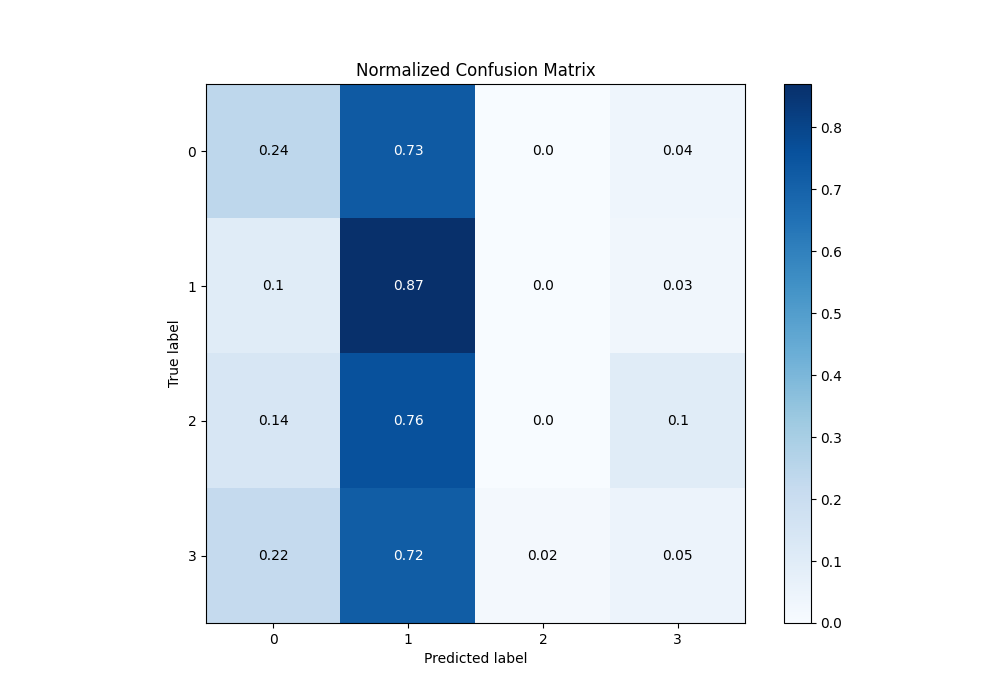 Normalized Confusion Matrix
0 0.24 0.73 0.0 0.04
1 0.1 0.87 0.0 0.03
2 0.14 0.76 0.0 0.1
3 0.22 0.72 0.02 0.05
0 1 2 3
Predicted label
True label
0.8
0.7
0.6
0.5
0.4
0.3
0.2
0.1
0.0